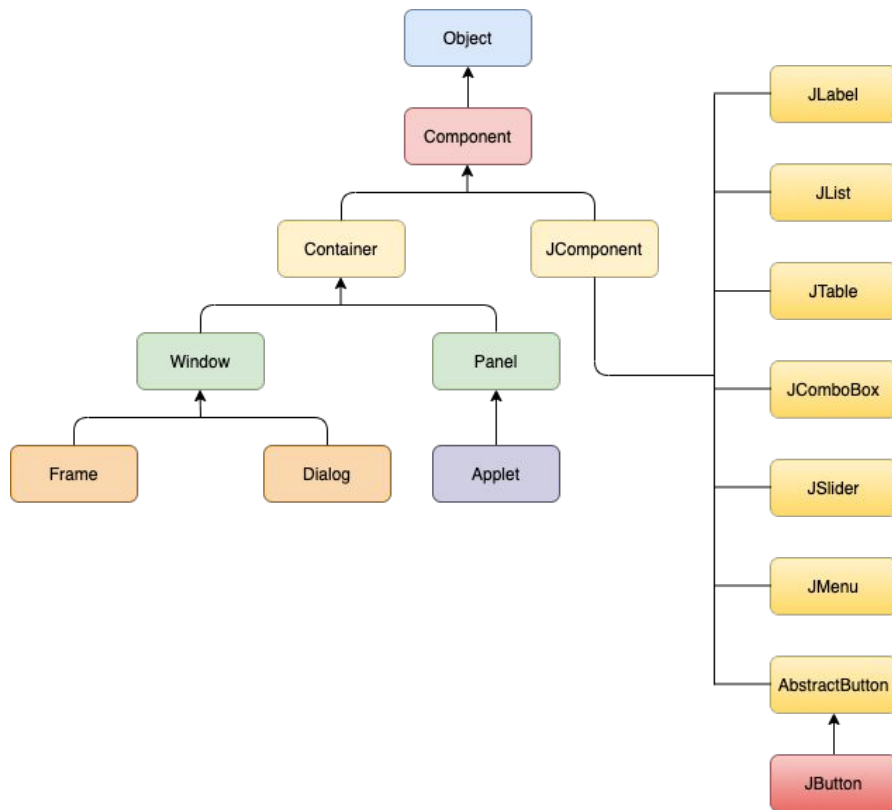 Object
Component
Container
JComponent
Window
Panel
Frame
Dialog
Applet
JLabel
JList
JTable
JComboBox
JSlider
JMenu
AbstractButton
JButton